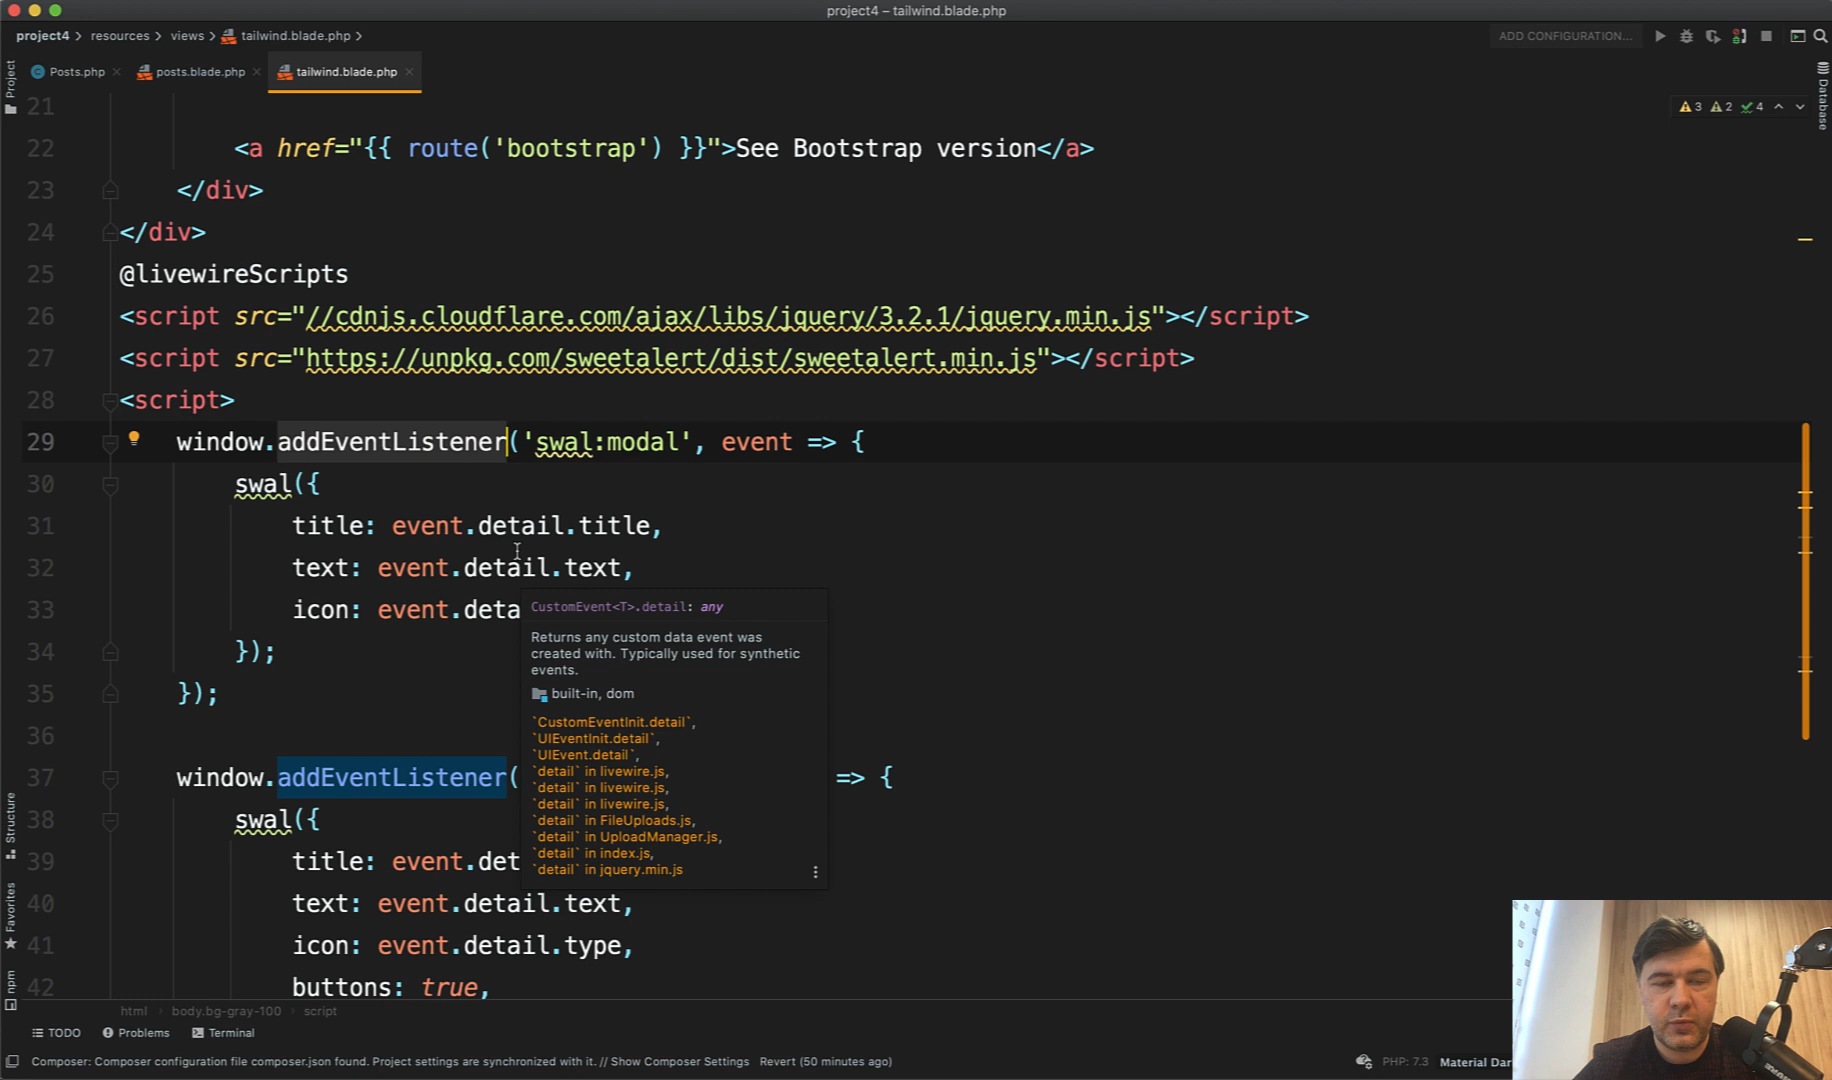 project4 – tailwind.blade.php
project4 > resources > views > tailwind.blade.php >
ADD CONFIGURATION...
Project
Posts.php
posts.blade.php
tailwind.blade.php
Database
3 2 4
21
22 <a href="{{ route('bootstrap') }}">See Bootstrap version</a>
23 </div>
24 </div>
25 @livewireScripts
26 <script src="//cdnjs.cloudflare.com/ajax/libs/jquery/3.2.1/jquery.min.js"></script>
27 <script src="https://unpkg.com/sweetalert/dist/sweetalert.min.js"></script>
28 <script>
29 window.addEventListener('swal:modal', event => {
30 swal({
31 title: event.detail.title,
32 text: event.detail.text,
33 icon: event.deta
34 });
35 });
36
37 window.addEventListener( => {
38 swal({
39 title: event.det
40 text: event.detail.text,
41 icon: event.detail.type,
42 buttons: true,
CustomEvent<T>.detail: any
Returns any custom data event was
created with. Typically used for synthetic
events.
built-in, dom
`CustomEventInit.detail`,
`UIEventInit.detail`,
`UIEvent.detail`,
`detail` in livewire.js,
`detail` in livewire.js,
`detail` in livewire.js,
`detail` in FileUploads.js,
`detail` in UploadManager.js,
`detail` in index.js,
`detail` in jquery.min.js
Structure
Favorites
npm
html > body.bg-gray-100 > script
TODO
Problems
Terminal
Composer: Composer configuration file composer.json found. Project settings are synchronized with it. // Show Composer Settings Revert (50 minutes ago)
PHP: 7.3
Material Dar